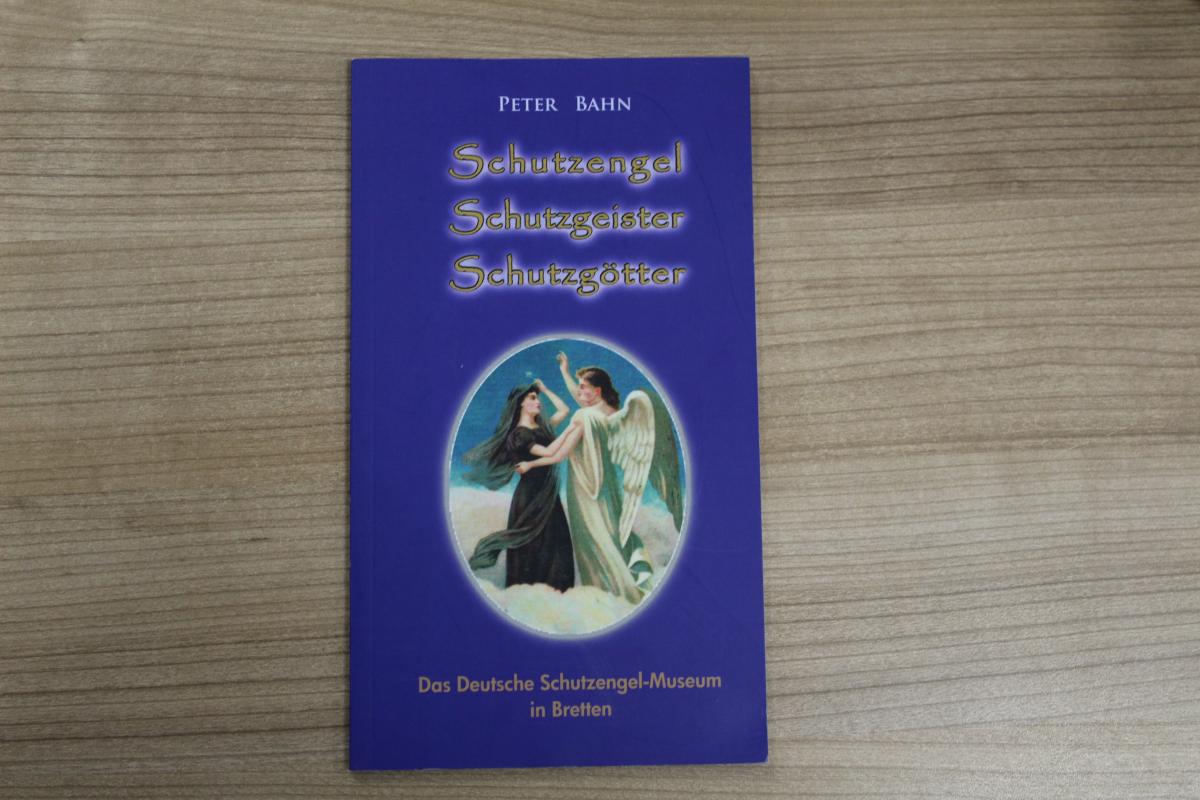 Peter Bahn
Schutzengel
Schutzgeister
Schutzgötter
Das Deutsche Schutzengel-Museum
in Bretten